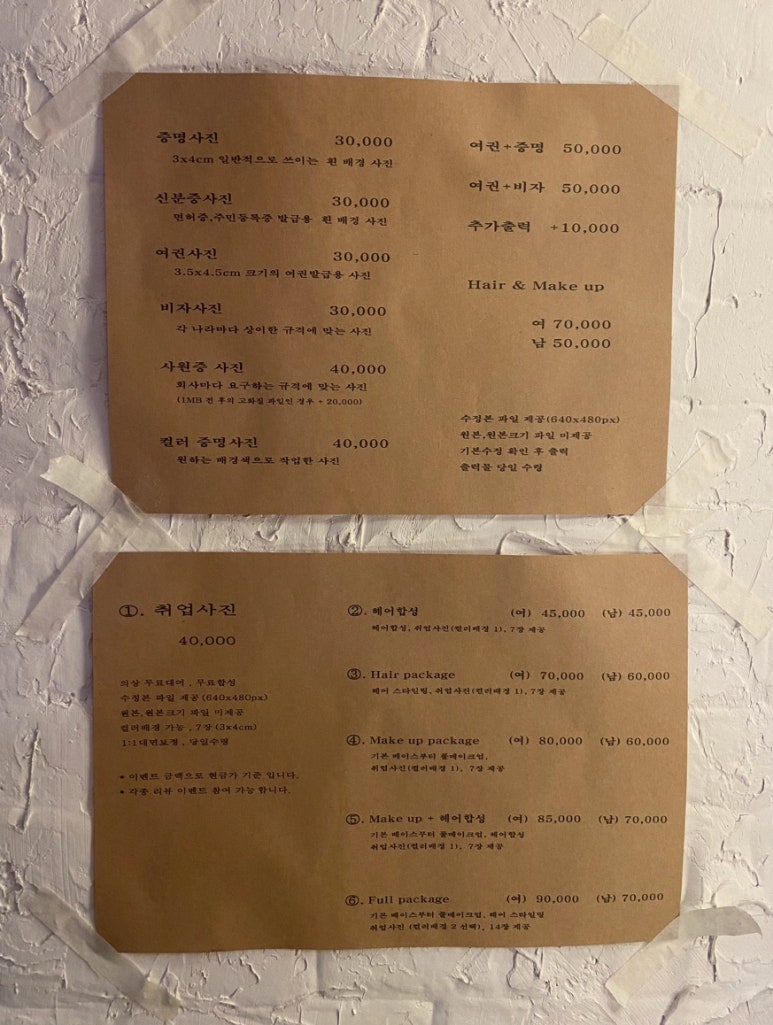 증명사진 30,000
3x4cm 일반적으로 쓰이는 흰 배경 사진
신분증사진 30,000
면허증,주민등록증 발급용 흰 배경 사진
여권사진 30,000
3.5x4.5cm 크기의 여권발급용 사진
비자사진 30,000
각 나라마다 상이한 규격에 맞는 사진
사원증 사진 40,000
회사마다 요구하는 규격에 맞는 사진
(1MB 전 후의 고화질 파일인 경우 + 20,000)
컬러 증명사진 40,000
원하는 배경색으로 작업한 사진
여권+증명 50,000
여권+비자 50,000
추가출력 +10,000
Hair & Make up
여 70,000
남 50,000
수정본 파일 제공(640x480px)
원본,원본크기 파일 미제공
기본수정 확인 후 출력
출력물 당일 수령
①. 취업사진
40,000
의상 무료대여 , 무료합성
수정본 파일 제공 (640x480px)
원본,원본크기 파일 미제공
컬러배경 가능 , 7장 (3x4cm)
1:1대면보정 , 당일수령
* 이벤트 금액으로 현금가 기준 입니다.
* 각종 리뷰 이벤트 참여 가능합니다.
②. 헤어합성 (여) 45,000 (남) 45,000
헤어합성, 취업사진(컬러배경 1), 7장 제공
③. Hair package (여) 70,000 (남) 60,000
헤어 스타일링, 취업사진(컬러배경 1), 7장 제공
④. Make up package (여) 80,000 (남) 60,000
기본 베이스부터 풀메이크업,
취업사진(컬러배경 1), 7장 제공
⑤. Make up + 헤어합성 (여) 85,000 (남) 70,000
기본 베이스부터 풀메이크업, 헤어합성
취업사진(컬러배경 1), 7장 제공
⑥. Full package (여) 90,000 (남) 70,000
기본 베이스부터 풀메이크업, 헤어 스타일링
취업사진 (컬러배경 2 선택), 14장 제공